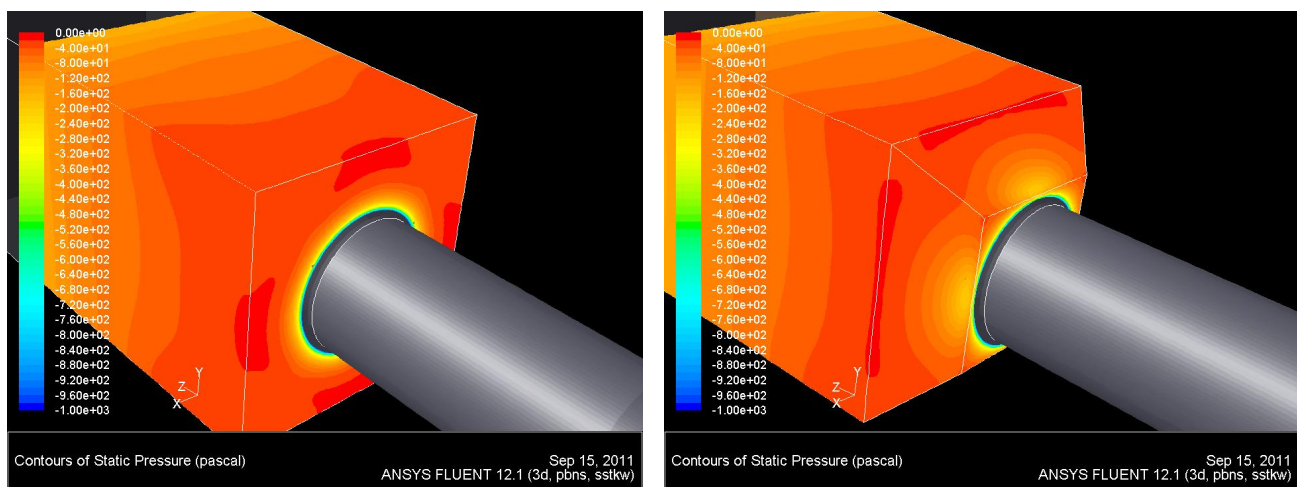 0.00e+00
-4.00e+01
-8.00e+01
-1.20e+02
-1.60e+02
-2.00e+02
-2.40e+02
-2.80e+02
-3.20e+02
-3.60e+02
-4.00e+02
-4.40e+02
-4.80e+02
-5.20e+02
-5.60e+02
-6.00e+02
-6.40e+02
-6.80e+02
-7.20e+02
-7.60e+02
-8.00e+02
-8.40e+02
-8.80e+02
-9.20e+02
-9.60e+02
-1.00e+03
Y
Z
X
Contours of Static Pressure (pascal)
Sep 15, 2011
ANSYS FLUENT 12.1 (3d, pbns, sstkw)
0.00e+00
-4.00e+01
-8.00e+01
-1.20e+02
-1.60e+02
-2.00e+02
-2.40e+02
-2.80e+02
-3.20e+02
-3.60e+02
-4.00e+02
-4.40e+02
-4.80e+02
-5.20e+02
-5.60e+02
-6.00e+02
-6.40e+02
-6.80e+02
-7.20e+02
-7.60e+02
-8.00e+02
-8.40e+02
-8.80e+02
-9.20e+02
-9.60e+02
-1.00e+03
Y
Z
X
Contours of Static Pressure (pascal)
Sep 15, 2011
ANSYS FLUENT 12.1 (3d, pbns, sstkw)